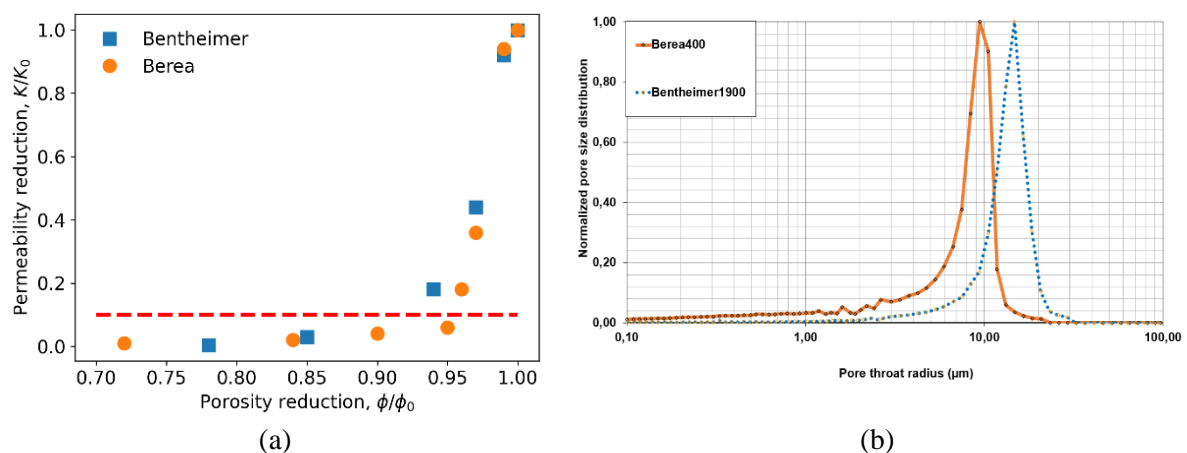 Bentheimer
Berea
Permeability reduction, K/K₀
1.0
0.8
0.6
0.4
0.2
0.0
0.70 0.75 0.80 0.85 0.90 0.95 1.00
Porosity reduction, ϕ/ϕ₀
(a)
Berea400
Bentheimer1900
Normalized pore size distribution
1,00
0,80
0,60
0,40
0,20
0,00
0,10 1,00 10,00 100,00
Pore throat radius (µm)
(b)